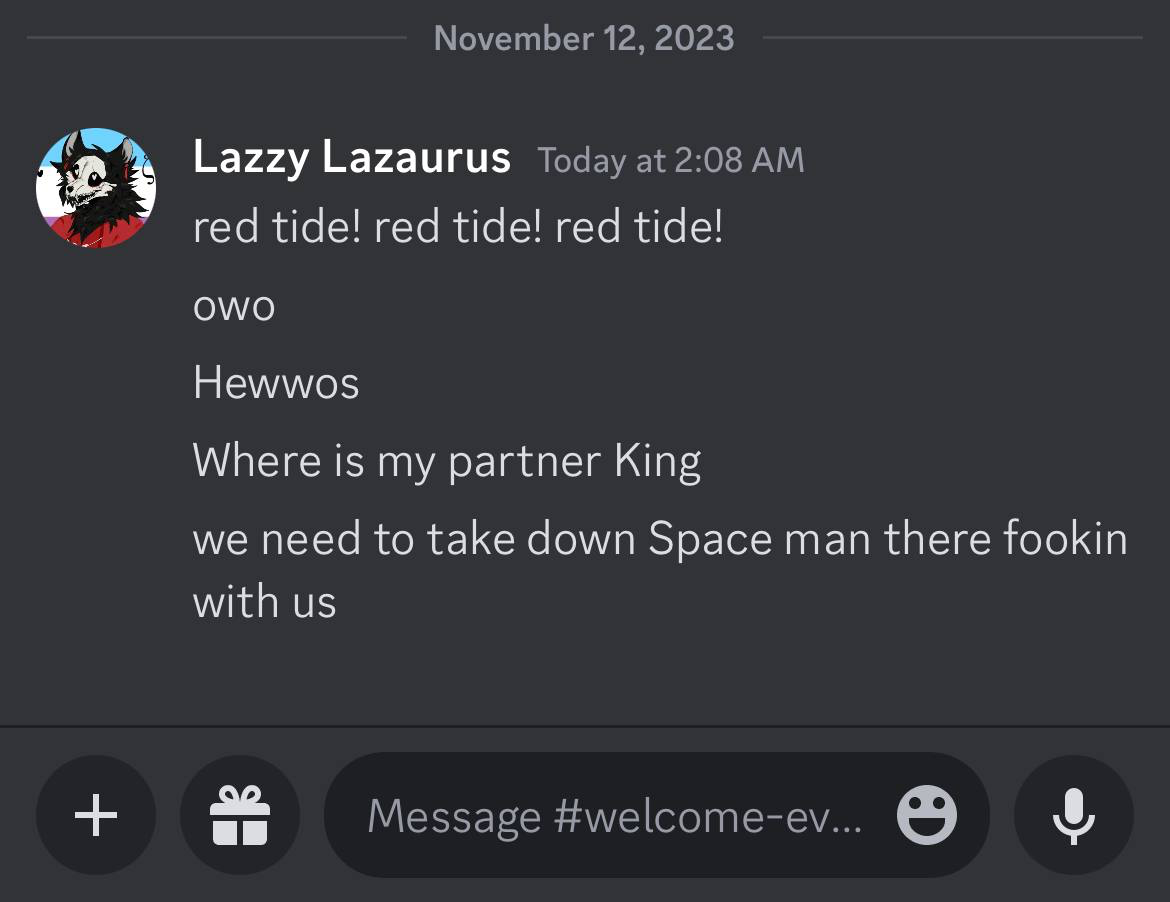 November 12, 2023
Lazzy Lazaurus Today at 2:08 AM
red tide! red tide! red tide!
owo
Hewwos
Where is my partner King
we need to take down Space man there fookin
with us
Message #welcome-ev...